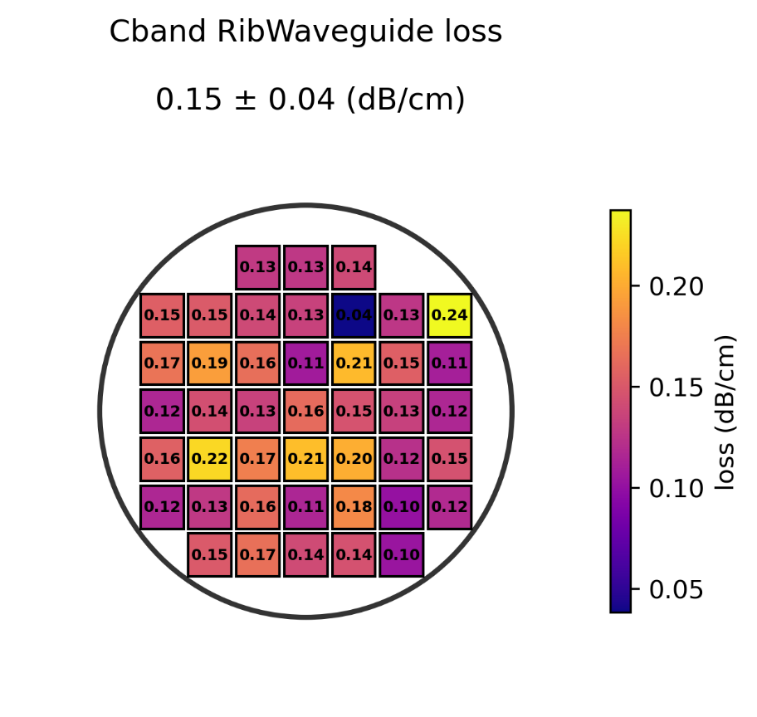 Cband RibWaveguide loss
0.15 ± 0.04 (dB/cm)
0.13 0.13 0.14
0.15 0.15 0.14 0.13 0.04 0.13 0.24
0.17 0.19 0.16 0.11 0.21 0.15 0.11
0.12 0.14 0.13 0.16 0.15 0.13 0.12
0.16 0.22 0.17 0.21 0.20 0.12 0.15
0.12 0.13 0.16 0.11 0.18 0.10 0.12
0.15 0.17 0.14 0.14 0.10
0.20
0.15
0.10
0.05
loss (dB/cm)